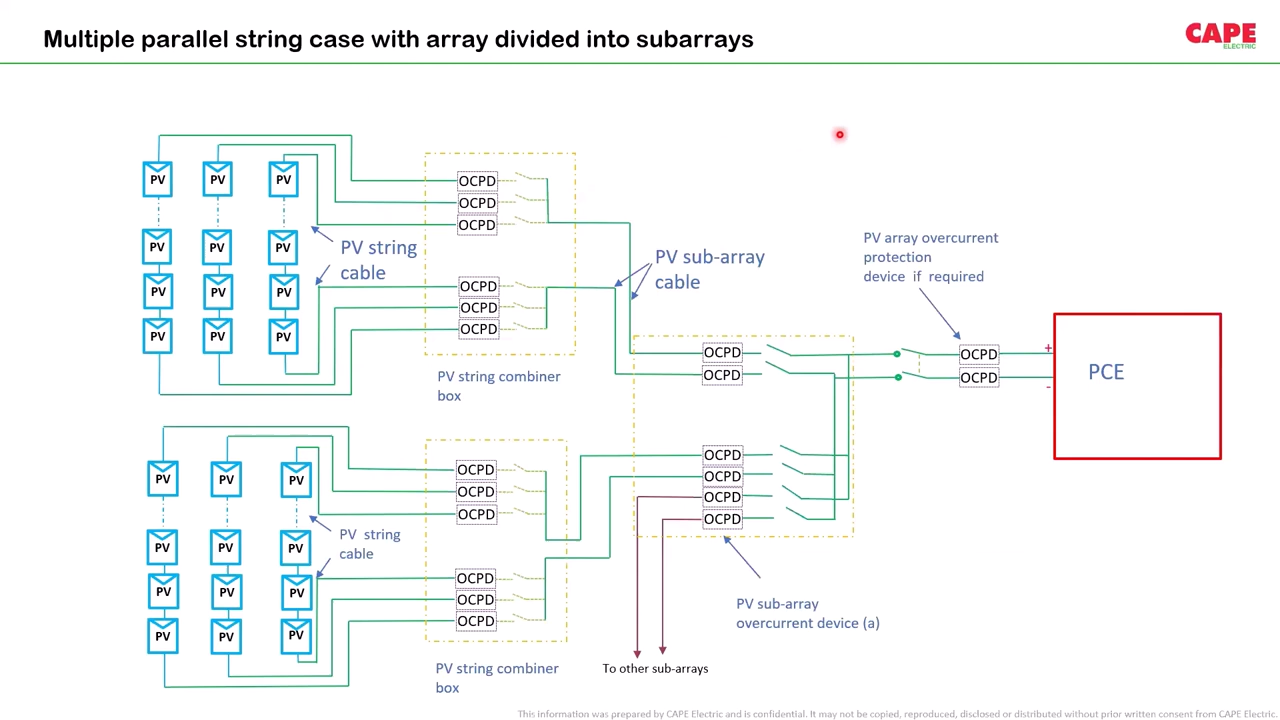 Multiple parallel string case with array divided into subarrays
CAPE
ELECTRIC
PV PV PV
PV PV PV
PV PV PV
PV PV PV
PV string
cable
OCPD
OCPD
OCPD
OCPD
OCPD
OCPD
PV string combiner
box
PV sub-array
cable
PV array overcurrent
protection
device if required
OCPD
OCPD
OCPD
OCPD
+
-
PCE
PV PV PV
PV PV PV
PV PV PV
PV PV PV
PV string
cable
OCPD
OCPD
OCPD
OCPD
OCPD
OCPD
PV string combiner
box
OCPD
OCPD
OCPD
OCPD
PV sub-array
overcurrent device (a)
To other sub-arrays
This information was prepared by CAPE Electric and is confidential. It may not be copied, reproduced, disclosed or distributed without prior written consent from CAPE Electric.